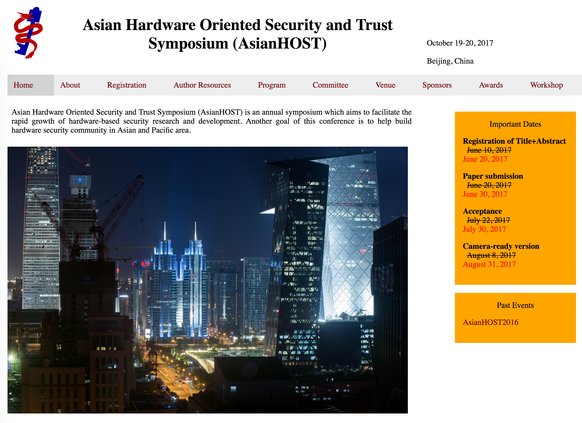 Asian Hardware Oriented Security and Trust
Symposium (AsianHOST)
October 19-20, 2017
Beijing, China
Home About Registration Author Resources Program Committee Venue Sponsors Awards Workshop
Asian Hardware Oriented Security and Trust Symposium (AsianHOST) is an annual symposium which aims to facilitate the
rapid growth of hardware-based security research and development. Another goal of this conference is to help build
hardware security community in Asian and Pacific area.
Important Dates
Registration of Title+Abstract
June 10, 2017
June 20, 2017
Paper submission
June 20, 2017
June 30, 2017
Acceptance
July 22, 2017
July 30, 2017
Camera-ready version
August 8, 2017
August 31, 2017
Past Events
AsianHOST2016